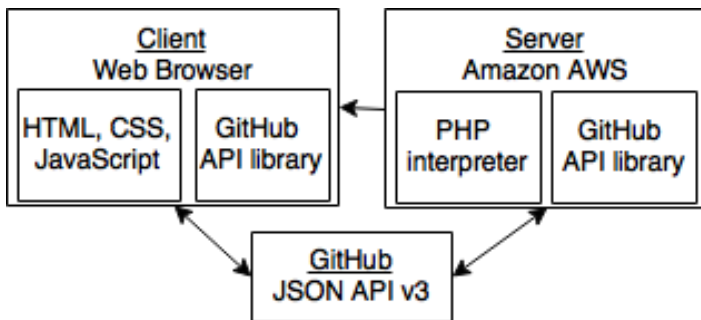 Client
Web Browser
HTML, CSS,
JavaScript
GitHub
API library
Server
Amazon AWS
PHP
interpreter
GitHub
API library
GitHub
JSON API v3